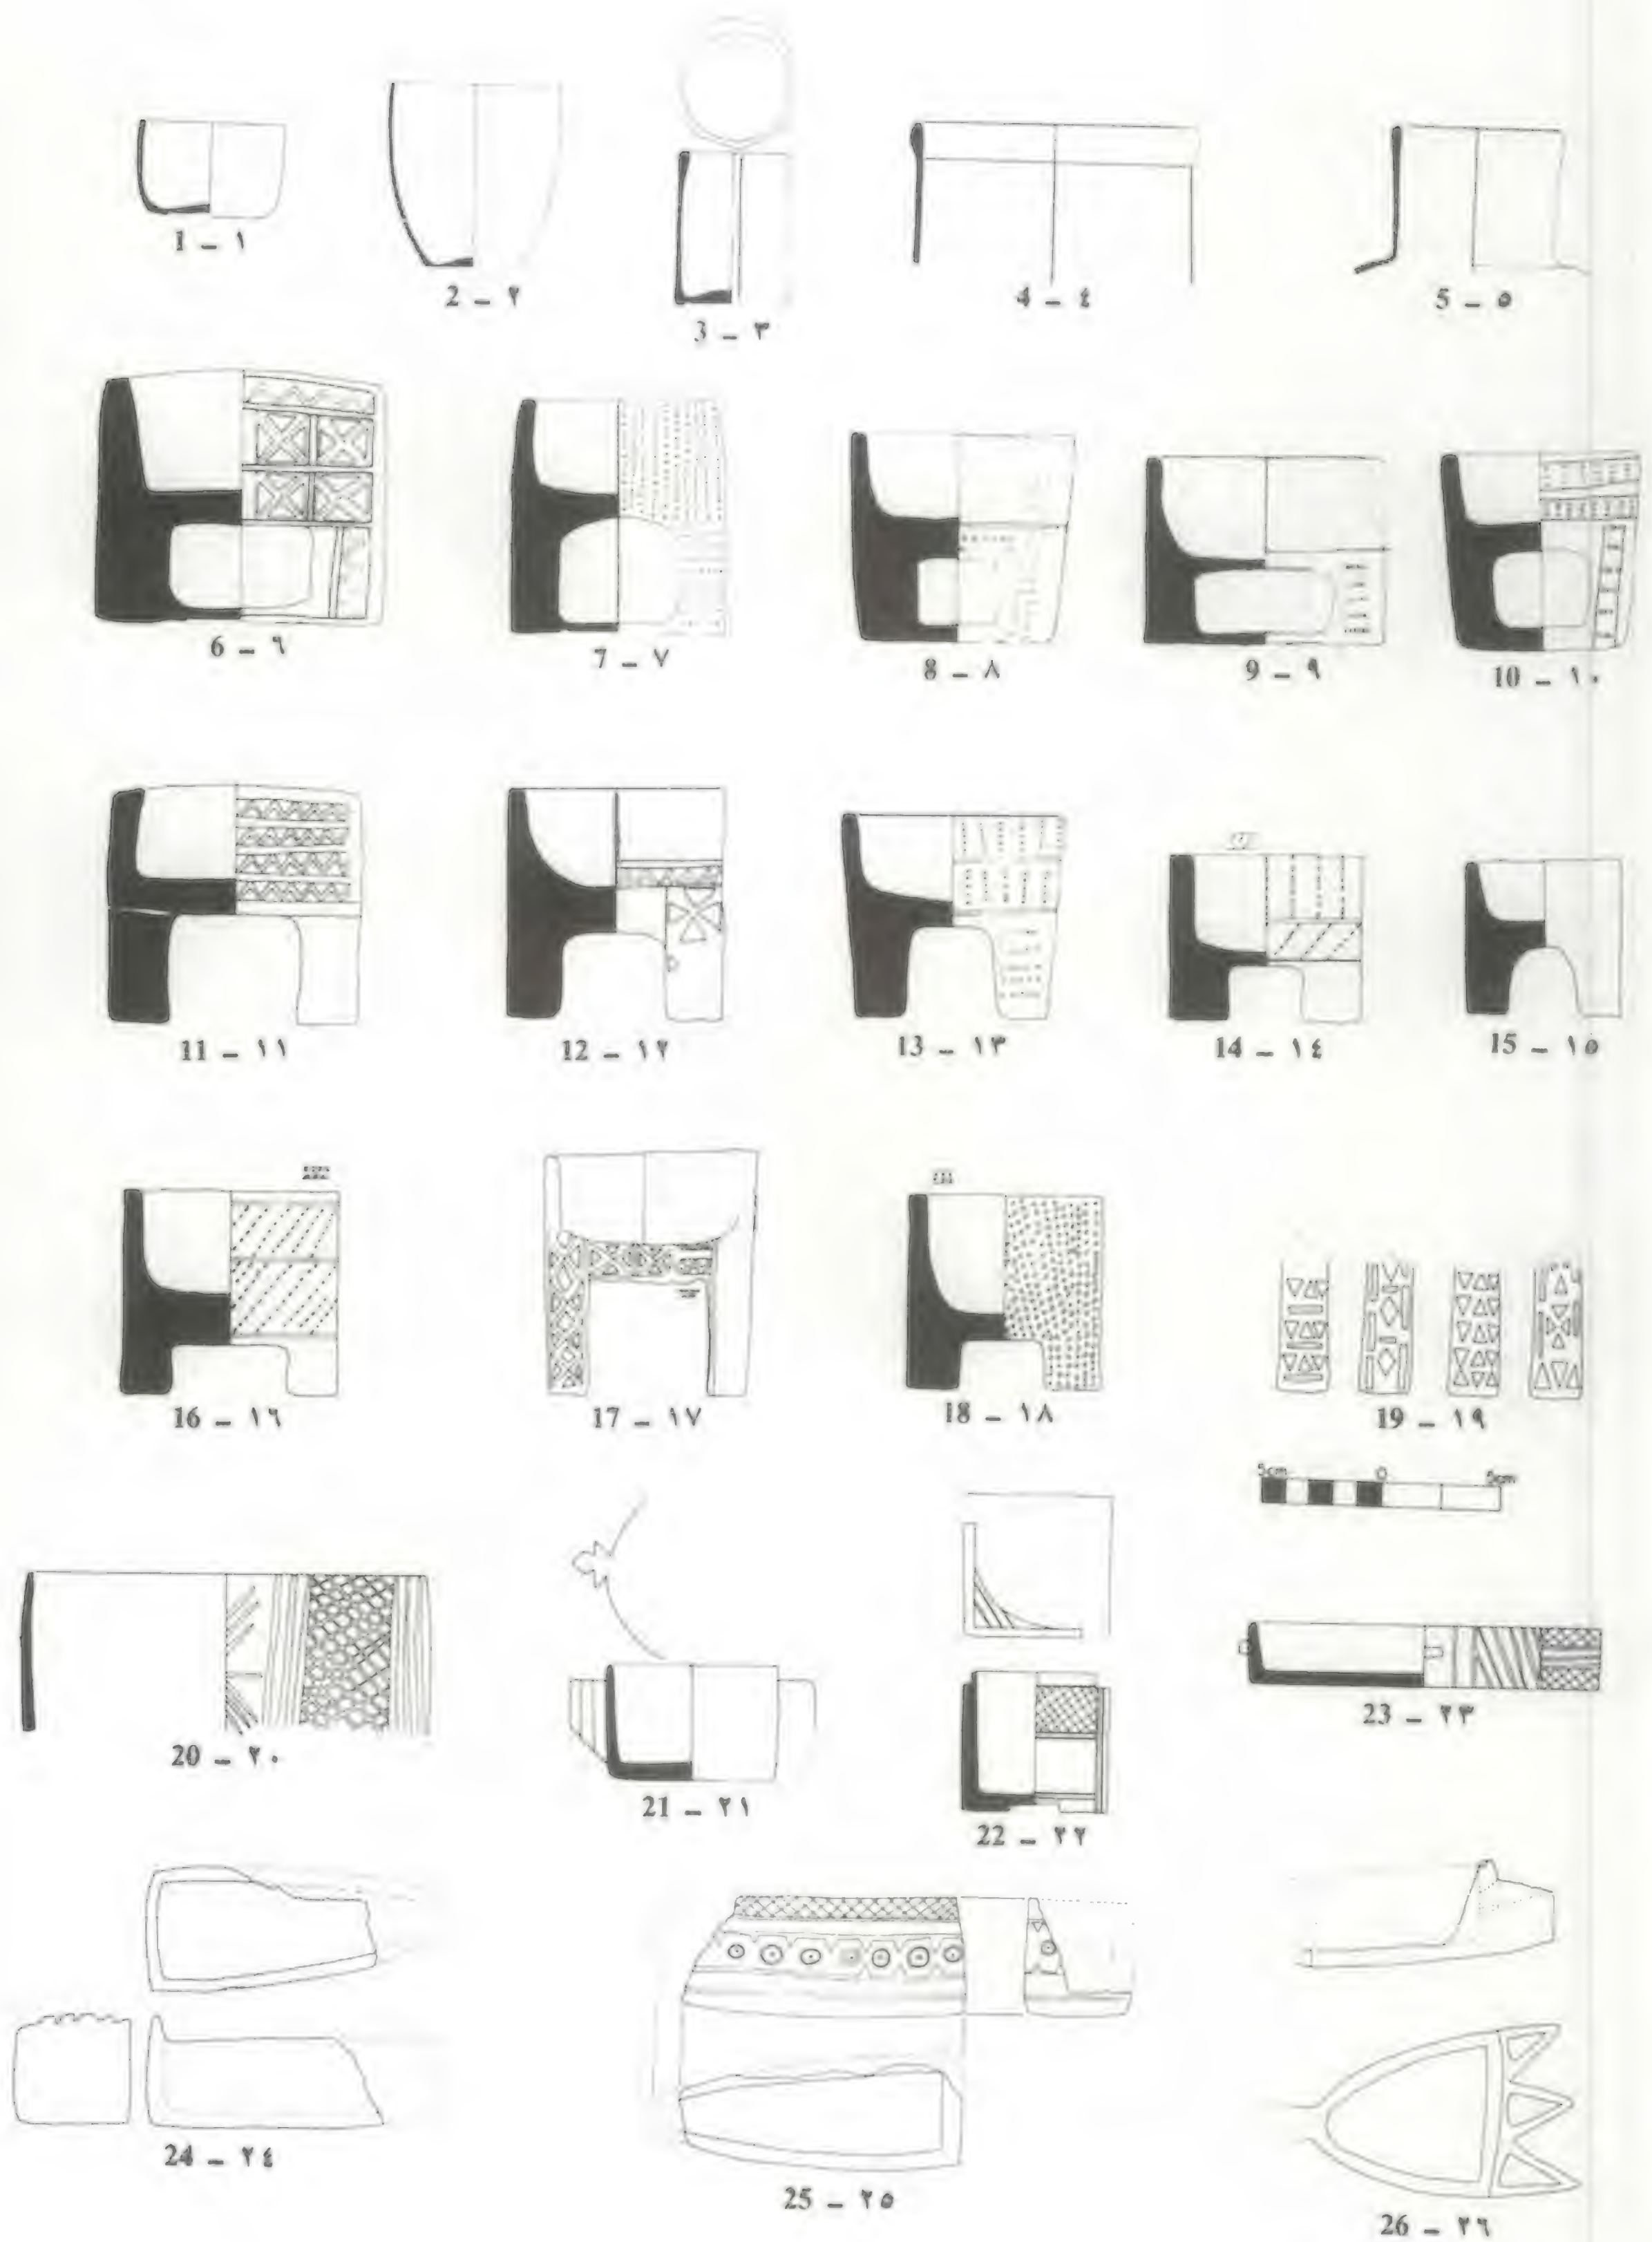 1 – ١
2 – ٢
3 – ٣
4 – ٤
5 – ٥
6 – ٦
7 – ٧
8 – ٨
9 – ٩
10 – ١٠
11 – ١١
12 – ١٢
13 – ١٣
14 – ١٤
15 – ١٥
16 – ١٦
17 – ١٧
18 – ١٨
19 – ١٩
5cm 0 5cm
20 – ٢٠
21 – ٢١
22 – ٢٢
23 – ٢٣
24 – ٢٤
25 – ٢٥
26 – ٢٦